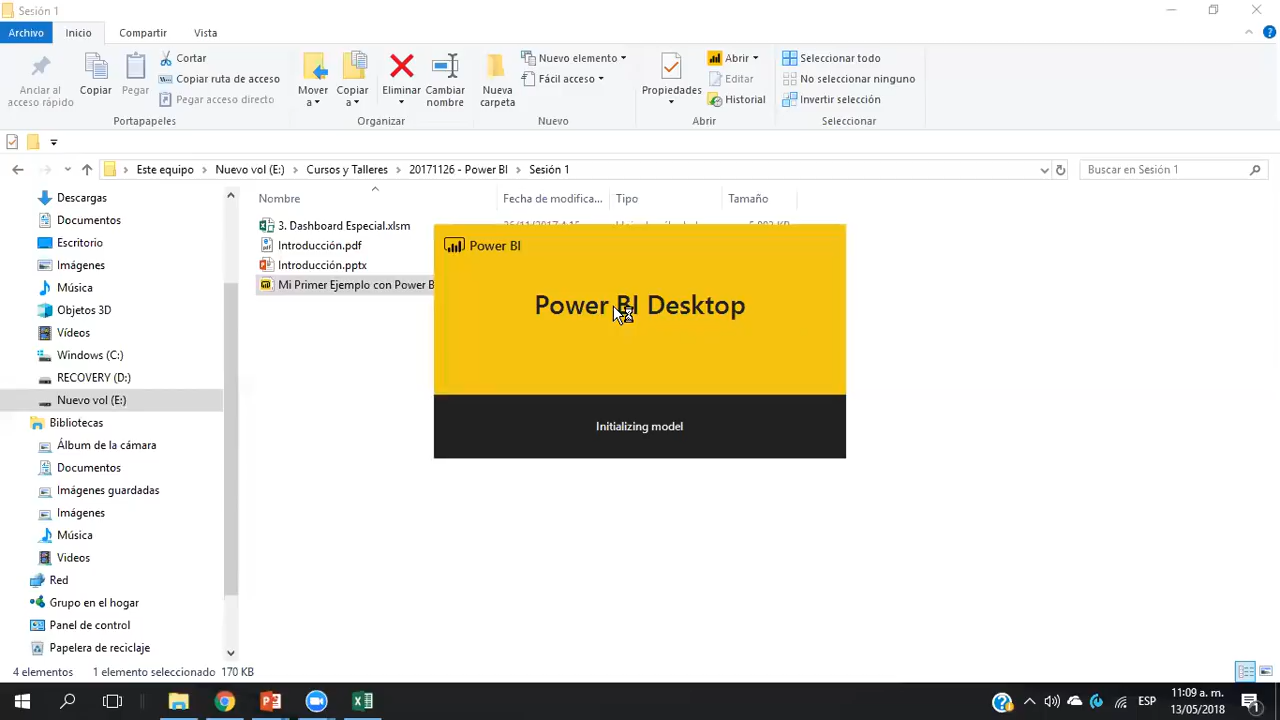 Sesión 1
Archivo Inicio Compartir Vista
Anclar al acceso rápido
Copiar
Pegar
Cortar
Copiar ruta de acceso
Pegar acceso directo
Portapapeles
Mover a
Copiar a
Eliminar
Cambiar nombre
Organizar
Nueva carpeta
Nuevo elemento
Fácil acceso
Nuevo
Propiedades
Abrir
Editar
Historial
Abrir
Seleccionar todo
No seleccionar ninguno
Invertir selección
Seleccionar
Este equipo > Nuevo vol (E:) > Cursos y Talleres > 20171126 - Power BI > Sesión 1
Buscar en Sesión 1
Descargas
Documentos
Escritorio
Imágenes
Música
Objetos 3D
Vídeos
Windows (C:)
RECOVERY (D:)
Nuevo vol (E:)
Bibliotecas
Álbum de la cámara
Documentos
Imágenes guardadas
Imágenes
Música
Videos
Red
Grupo en el hogar
Panel de control
Papelera de reciclaje
Nombre Fecha de modifica... Tipo Tamaño
3. Dashboard Especial.xlsm
Introducción.pdf
Introducción.pptx
Mi Primer Ejemplo con Power B
Power BI
Power BI Desktop
Initializing model
4 elementos 1 elemento seleccionado 170 KB
ESP
11:09 a. m.
13/05/2018
1